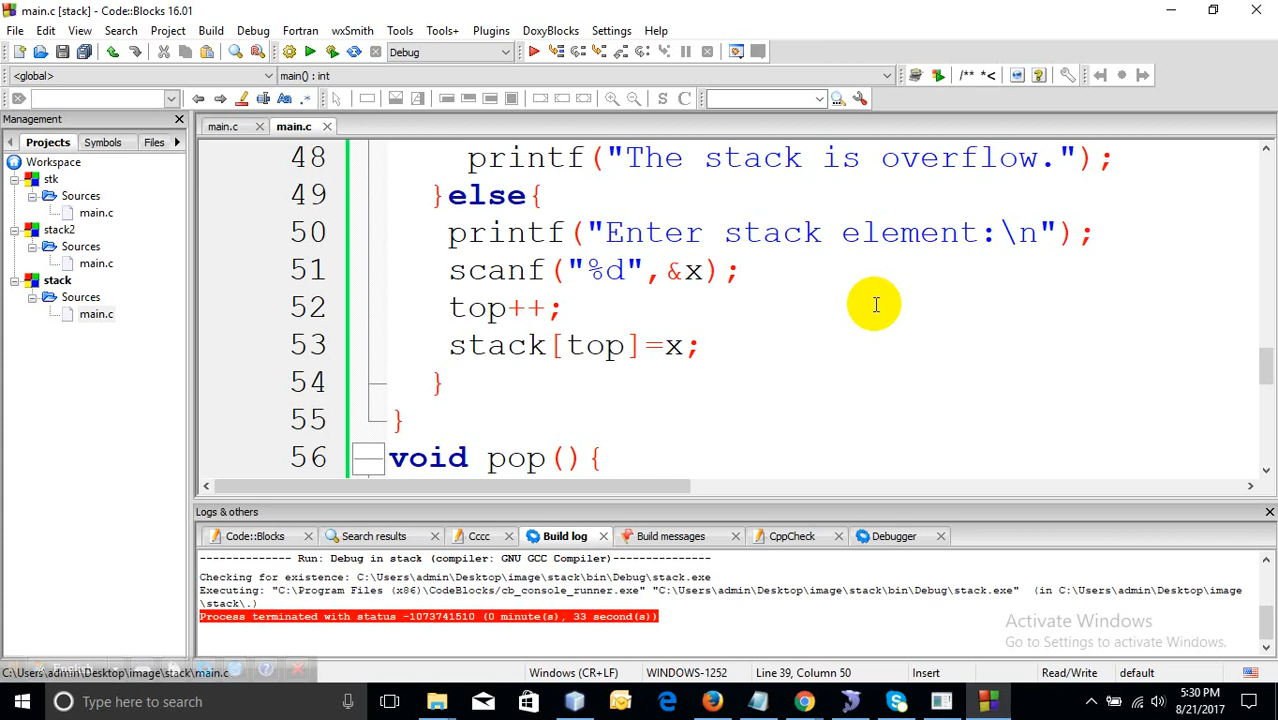 main.c [stack] - Code::Blocks 16.01
File Edit View Search Project Build Debug Fortran wxSmith Tools Tools+ Plugins DoxyBlocks Settings Help
Debug
<global>
main() : int
/** *<
Aa
.*
S C
Management
Projects Symbols Files
Workspace
stk
Sources
main.c
stack2
Sources
main.c
stack
Sources
main.c
main.c main.c
48 printf("The stack is overflow.");
49 }else{
50 printf("Enter stack element:\n");
51 scanf("%d",&x);
52 top++;
53 stack[top]=x;
54 }
55 }
56 void pop(){
Logs & others
Code::Blocks Search results Cccc Build log Build messages CppCheck Debugger
-------------- Run: Debug in stack (compiler: GNU GCC Compiler)---------------
Checking for existence: C:\Users\admin\Desktop\image\stack\bin\Debug\stack.exe
Executing: "C:\Program Files (x86)\CodeBlocks/cb_console_runner.exe" "C:\Users\admin\Desktop\image\stack\bin\Debug\stack.exe"  (in C:\Users\admin\Desktop\image
\stack\.)
Process terminated with status -1073741510 (0 minute(s), 33 second(s))
Activate Windows
Go to Settings to activate Windows.
C:\Users\admin\Desktop\image\stack\main.c
Windows (CR+LF) WINDOWS-1252 Line 39, Column 50 Insert Read/Write default
Type here to search
5:30 PM
8/21/2017